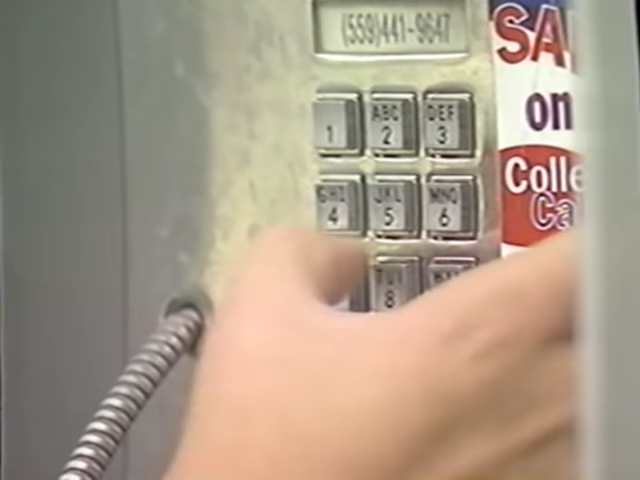 (559)441-9647
SA
on
Colle
Ca
1
ABC
2
DEF
3
GHI
4
JKL
5
MNO
6
TUV
8